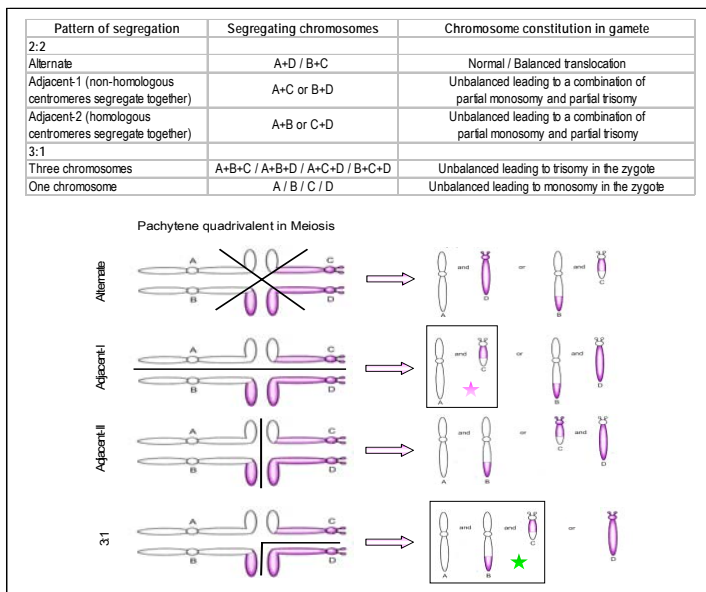 Pattern of segregation Segregating chromosomes Chromosome constitution in gamete
2:2
Alternate A+D / B+C Normal / Balanced translocation
Adjacent-1 (non-homologous centromeres segregate together) A+C or B+D Unbalanced leading to a combination of partial monosomy and partial trisomy
Adjacent-2 (homologous centromeres segregate together) A+B or C+D Unbalanced leading to a combination of partial monosomy and partial trisomy
3:1
Three chromosomes A+B+C / A+B+D / A+C+D / B+C+D Unbalanced leading to trisomy in the zygote
One chromosome A / B / C / D Unbalanced leading to monosomy in the zygote
Pachytene quadrivalent in Meiosis
Alternate
A C
B D
and or and
A D B C
Adjacent-I
A C
B D
and or and
A C B D
Adjacent-II
A C
B D
and or and
A B C D
3:1
A C
B D
and and or
A B C D